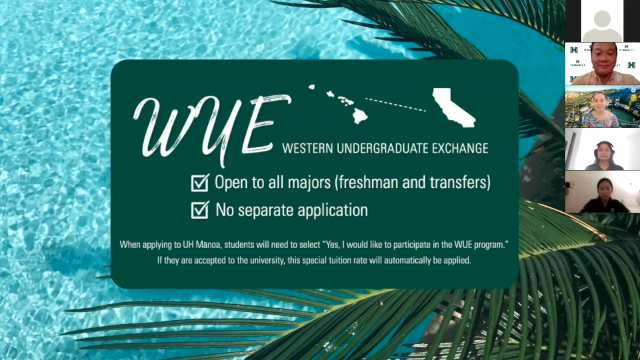 WUE
WESTERN UNDERGRADUATE EXCHANGE
Open to all majors (freshman and transfers)
No separate application
When applying to UH Mānoa, students will need to select "Yes, I would like to participate in the WUE program."
If they are accepted to the university, this special tuition rate will automatically be applied.